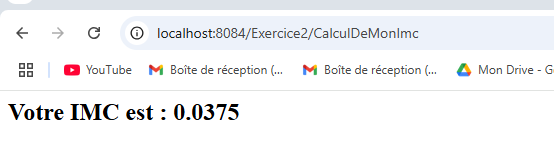 localhost:8084/Exercice2/CalculDeMonImc
YouTube Boîte de réception (... Boîte de réception (... Mon Drive - G
Votre IMC est : 0.0375